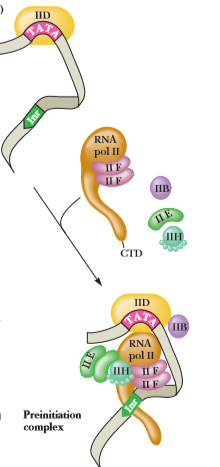 IID
TATA
Inr
RNA
pol II
II F
II F
IIB
II E
IIH
CTD
IID
TATA
IIB
RNA
pol II
II E
IIH
II F
II F
Inr
Preinitiation
complex